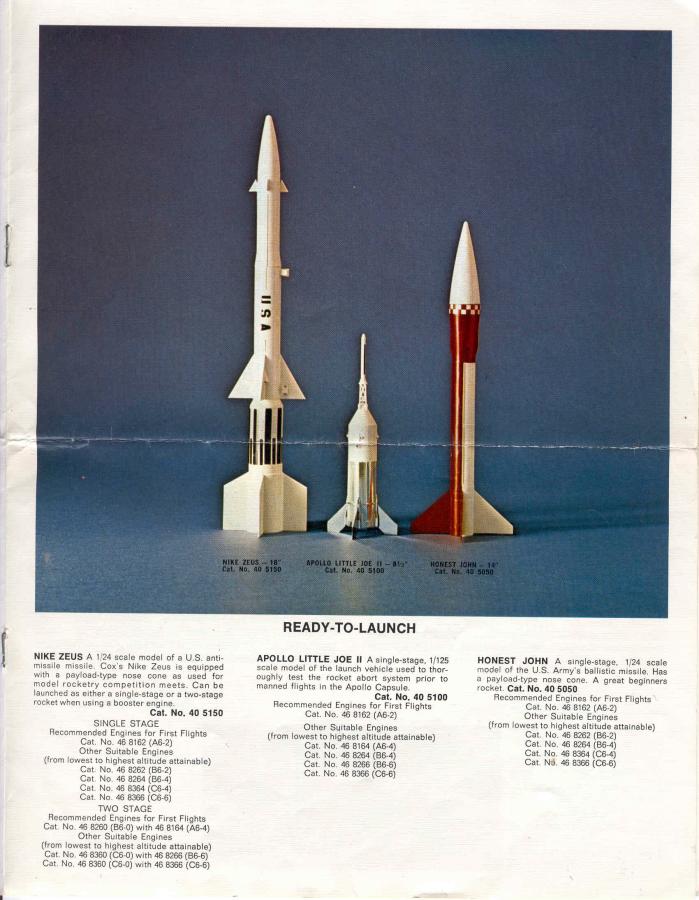 USA
NIKE ZEUS — 18"
Cat. No. 40 5150
APOLLO LITTLE JOE II — 8½"
Cat. No. 40 5100
HONEST JOHN — 14"
Cat. No. 40 5050
READY-TO-LAUNCH
NIKE ZEUS A 1/24 scale model of a U.S. anti-
missile missile. Cox's Nike Zeus is equipped
with a payload-type nose cone as used for
model rocketry competition meets. Can be
launched as either a single-stage or a two-stage
rocket when using a booster engine.
Cat. No. 40 5150
SINGLE STAGE
Recommended Engines for First Flights
Cat. No. 46 8162 (A6-2)
Other Suitable Engines
(from lowest to highest altitude attainable)
Cat. No. 46 8262 (B6-2)
Cat. No. 46 8264 (B6-4)
Cat. No. 46 8364 (C6-4)
Cat. No. 46 8366 (C6-6)
TWO STAGE
Recommended Engines for First Flights
Cat. No. 46 8260 (B6-0) with 46 8164 (A6-4)
Other Suitable Engines
(from lowest to highest altitude attainable)
Cat. No. 46 8360 (C6-0) with 46 8266 (B6-6)
Cat. No. 46 8360 (C6-0) with 46 8366 (C6-6)
APOLLO LITTLE JOE II A single-stage, 1/125
scale model of the launch vehicle used to thor-
oughly test the rocket abort system prior to
manned flights in the Apollo Capsule.
Cat. No. 40 5100
Recommended Engines for First Flights
Cat. No. 46 8162 (A6-2)
Other Suitable Engines
(from lowest to highest altitude attainable)
Cat. No. 46 8164 (A6-4)
Cat. No. 46 8264 (B6-4)
Cat. No. 46 8266 (B6-6)
Cat. No. 46 8366 (C6-6)
HONEST JOHN A single-stage, 1/24 scale
model of the U.S. Army's ballistic missile. Has
a payload-type nose cone. A great beginners
rocket. Cat. No. 40 5050
Recommended Engines for First Flights
Cat. No. 46 8162 (A6-2)
Other Suitable Engines
(from lowest to highest altitude attainable)
Cat. No. 46 8262 (B6-2)
Cat. No. 46 8264 (B6-4)
Cat. No. 46 8364 (C6-4)
Cat. No. 46 8366 (C6-6)